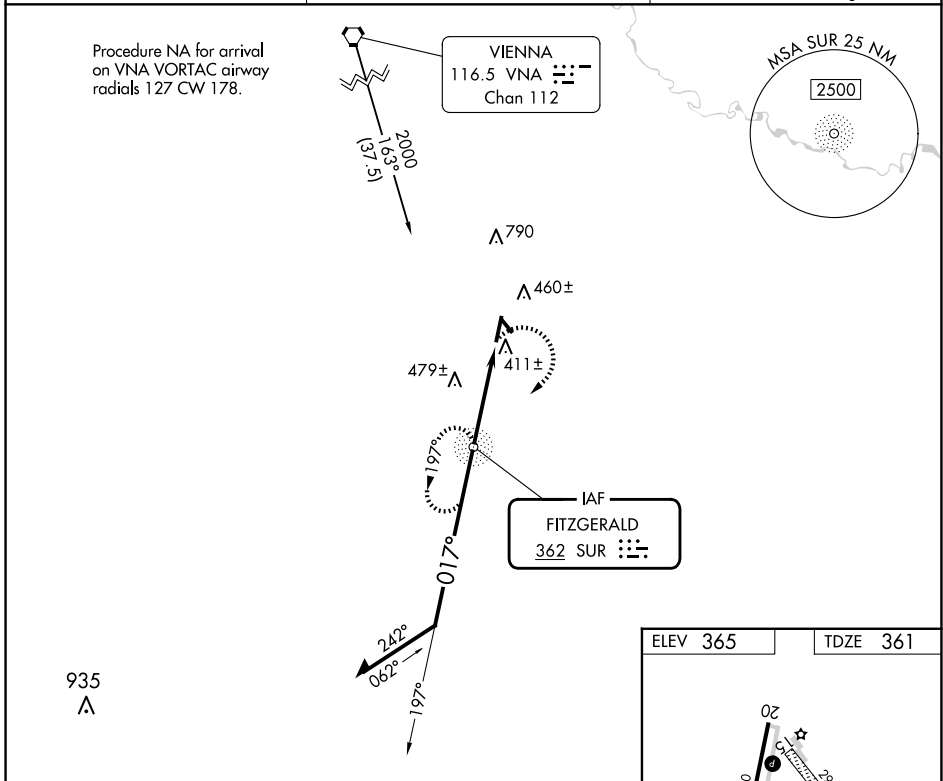 Procedure NA for arrival
on VNA VORTAC airway
radials 127 CW 178.
VIENNA
116.5 VNA
Chan 112
MSA SUR 25 NM
2500
2000
163°
(37.5)
790
460±
411±
479±
197°
IAF
FITZGERALD
362 SUR
017°
242°
062°
197°
935
ELEV 365
TDZE 361
20
P